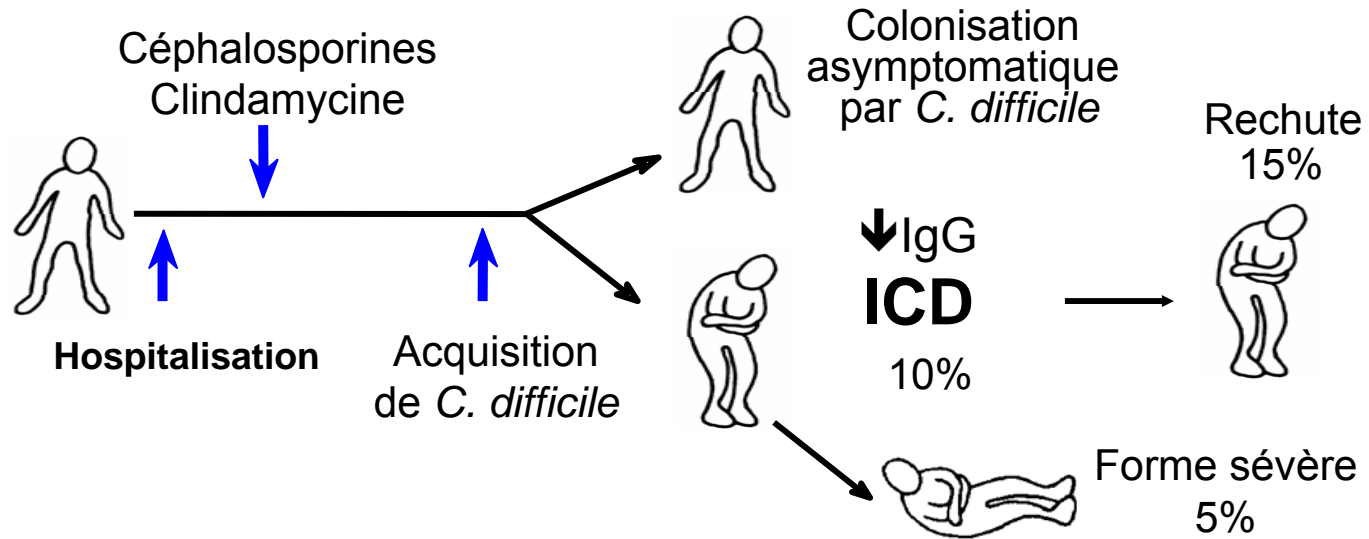 Céphalosporines
Clindamycine
Hospitalisation
Acquisition
de C. difficile
Colonisation
asymptomatique
par C. difficile
↓IgG
ICD
10%
Rechute
15%
Forme sévère
5%